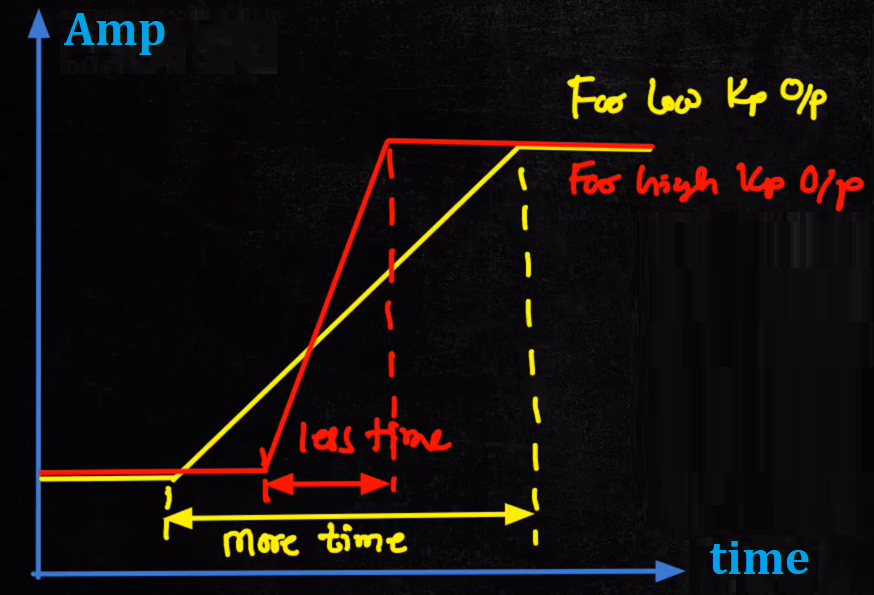 Amp
For low Kp O/p
For high Kp O/p
less time
more time
time